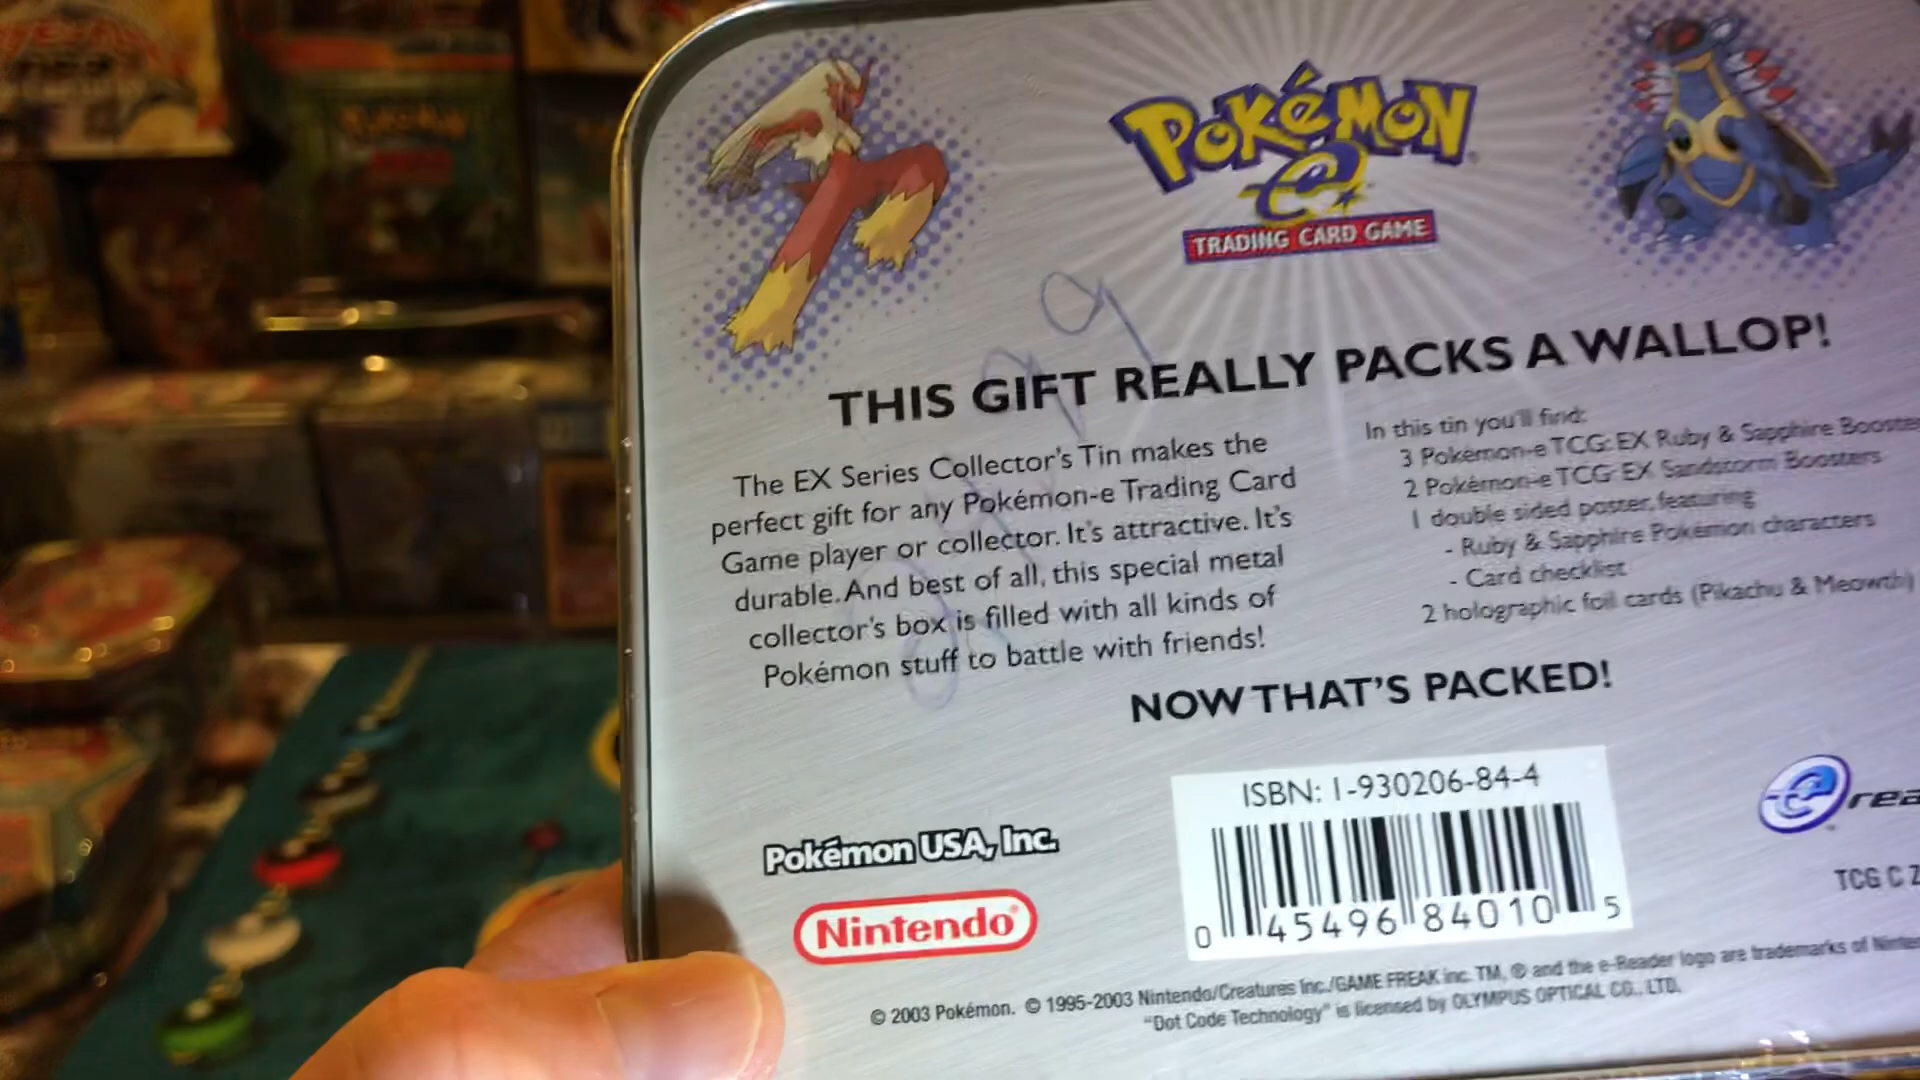 POKéMON
e
TRADING CARD GAME
THIS GIFT REALLY PACKS A WALLOP!
The EX Series Collector's Tin makes the
perfect gift for any Pokémon-e Trading Card
Game player or collector. It's attractive. It's
durable. And best of all, this special metal
collector's box is filled with all kinds of
Pokémon stuff to battle with friends!
In this tin you'll find:
3 Pokémon-e TCG: EX Ruby & Sapphire Booste
2 Pokémon-e TCG: EX Sandstorm Boosters
1 double sided poster, featuring
- Ruby & Sapphire Pokémon characters
- Card checklist
2 holographic foil cards (Pikachu & Meowth)
NOW THAT'S PACKED!
ISBN: 1-930206-84-4
0 45496 84010 5
Pokémon USA, Inc.
Nintendo®
e rea
TCG C Z
© 2003 Pokémon. © 1995-2003 Nintendo/Creatures Inc./GAME FREAK inc. TM, ® and the e-Reader logo are trademarks of Ninte
"Dot Code Technology" is licensed by OLYMPUS OPTICAL CO., LTD.